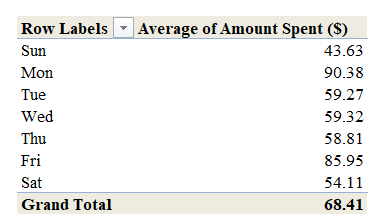 Row Labels Average of Amount Spent ($)
Sun 43.63
Mon 90.38
Tue 59.27
Wed 59.32
Thu 58.81
Fri 85.95
Sat 54.11
Grand Total 68.41